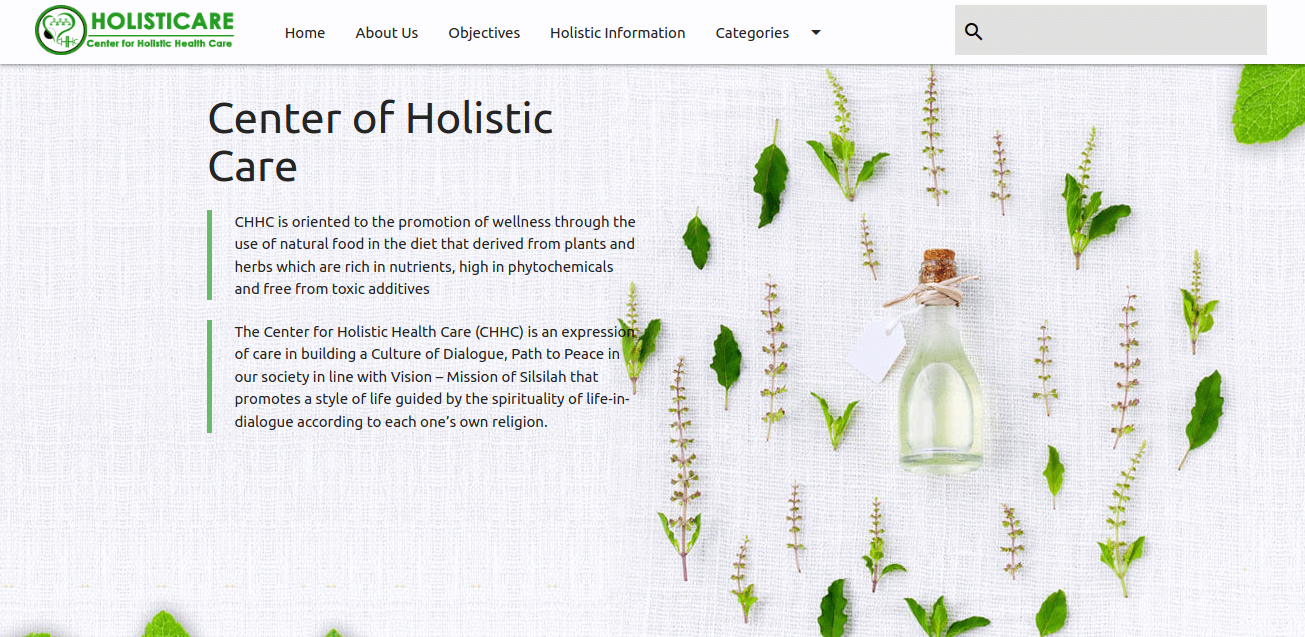 HOLISTICARE
Center for Holistic Health Care
Home About Us Objectives Holistic Information Categories
Center of Holistic
Care
CHHC is oriented to the promotion of wellness through the
use of natural food in the diet that derived from plants and
herbs which are rich in nutrients, high in phytochemicals
and free from toxic additives
The Center for Holistic Health Care (CHHC) is an expression
of care in building a Culture of Dialogue, Path to Peace in
our society in line with Vision – Mission of Silsilah that
promotes a style of life guided by the spirituality of life-in-
dialogue according to each one’s own religion.